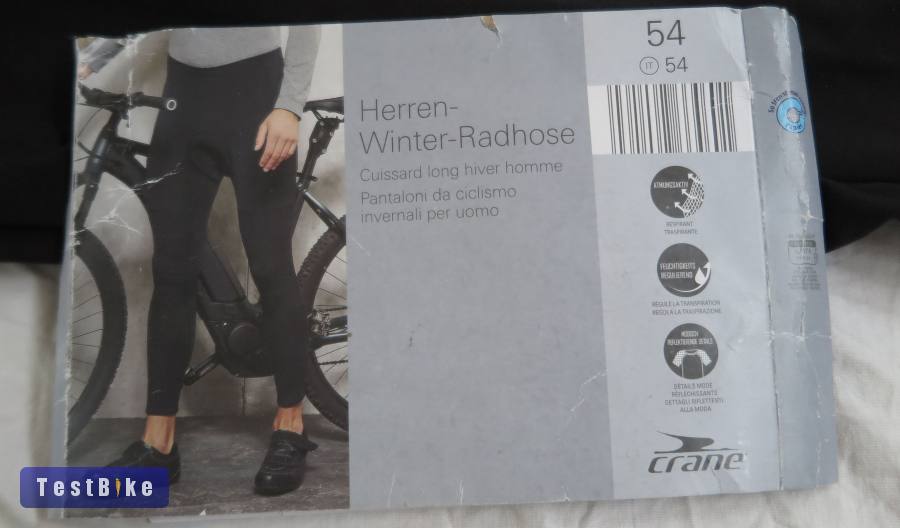 Herren-
Winter-Radhose
Cuissard long hiver homme
Pantaloni da ciclismo
invernali per uomo
54
IT 54
ATMUNGSAKTIV
RESPIRANT
TRASPIRANTE
FEUCHTIGKEITS
REGULIEREND
RÉGULE LA TRANSPIRATION
REGOLA LA TRASPIRAZIONE
MODISCH
REFLEKTIERENDE DETAILS
DÉTAILS MODE
RÉFLÉCHISSANTE
DETTAGLI RIFLETTENTI
ALLA MODA
crane
TestBike